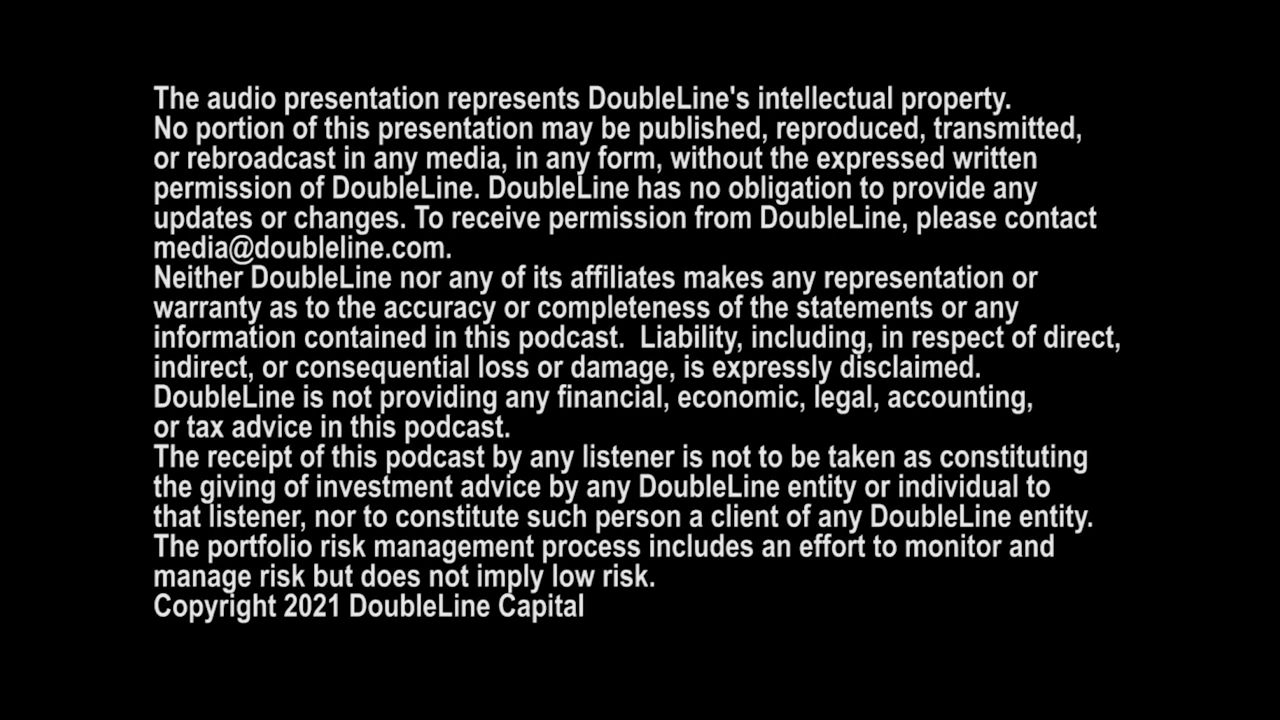 The audio presentation represents DoubleLine's intellectual property.
No portion of this presentation may be published, reproduced, transmitted,
or rebroadcast in any media, in any form, without the expressed written
permission of DoubleLine. DoubleLine has no obligation to provide any
updates or changes. To receive permission from DoubleLine, please contact
media@doubleline.com.
Neither DoubleLine nor any of its affiliates makes any representation or
warranty as to the accuracy or completeness of the statements or any
information contained in this podcast.  Liability, including, in respect of direct,
indirect, or consequential loss or damage, is expressly disclaimed.
DoubleLine is not providing any financial, economic, legal, accounting,
or tax advice in this podcast.
The receipt of this podcast by any listener is not to be taken as constituting
the giving of investment advice by any DoubleLine entity or individual to
that listener, nor to constitute such person a client of any DoubleLine entity.
The portfolio risk management process includes an effort to monitor and
manage risk but does not imply low risk.
Copyright 2021 DoubleLine Capital